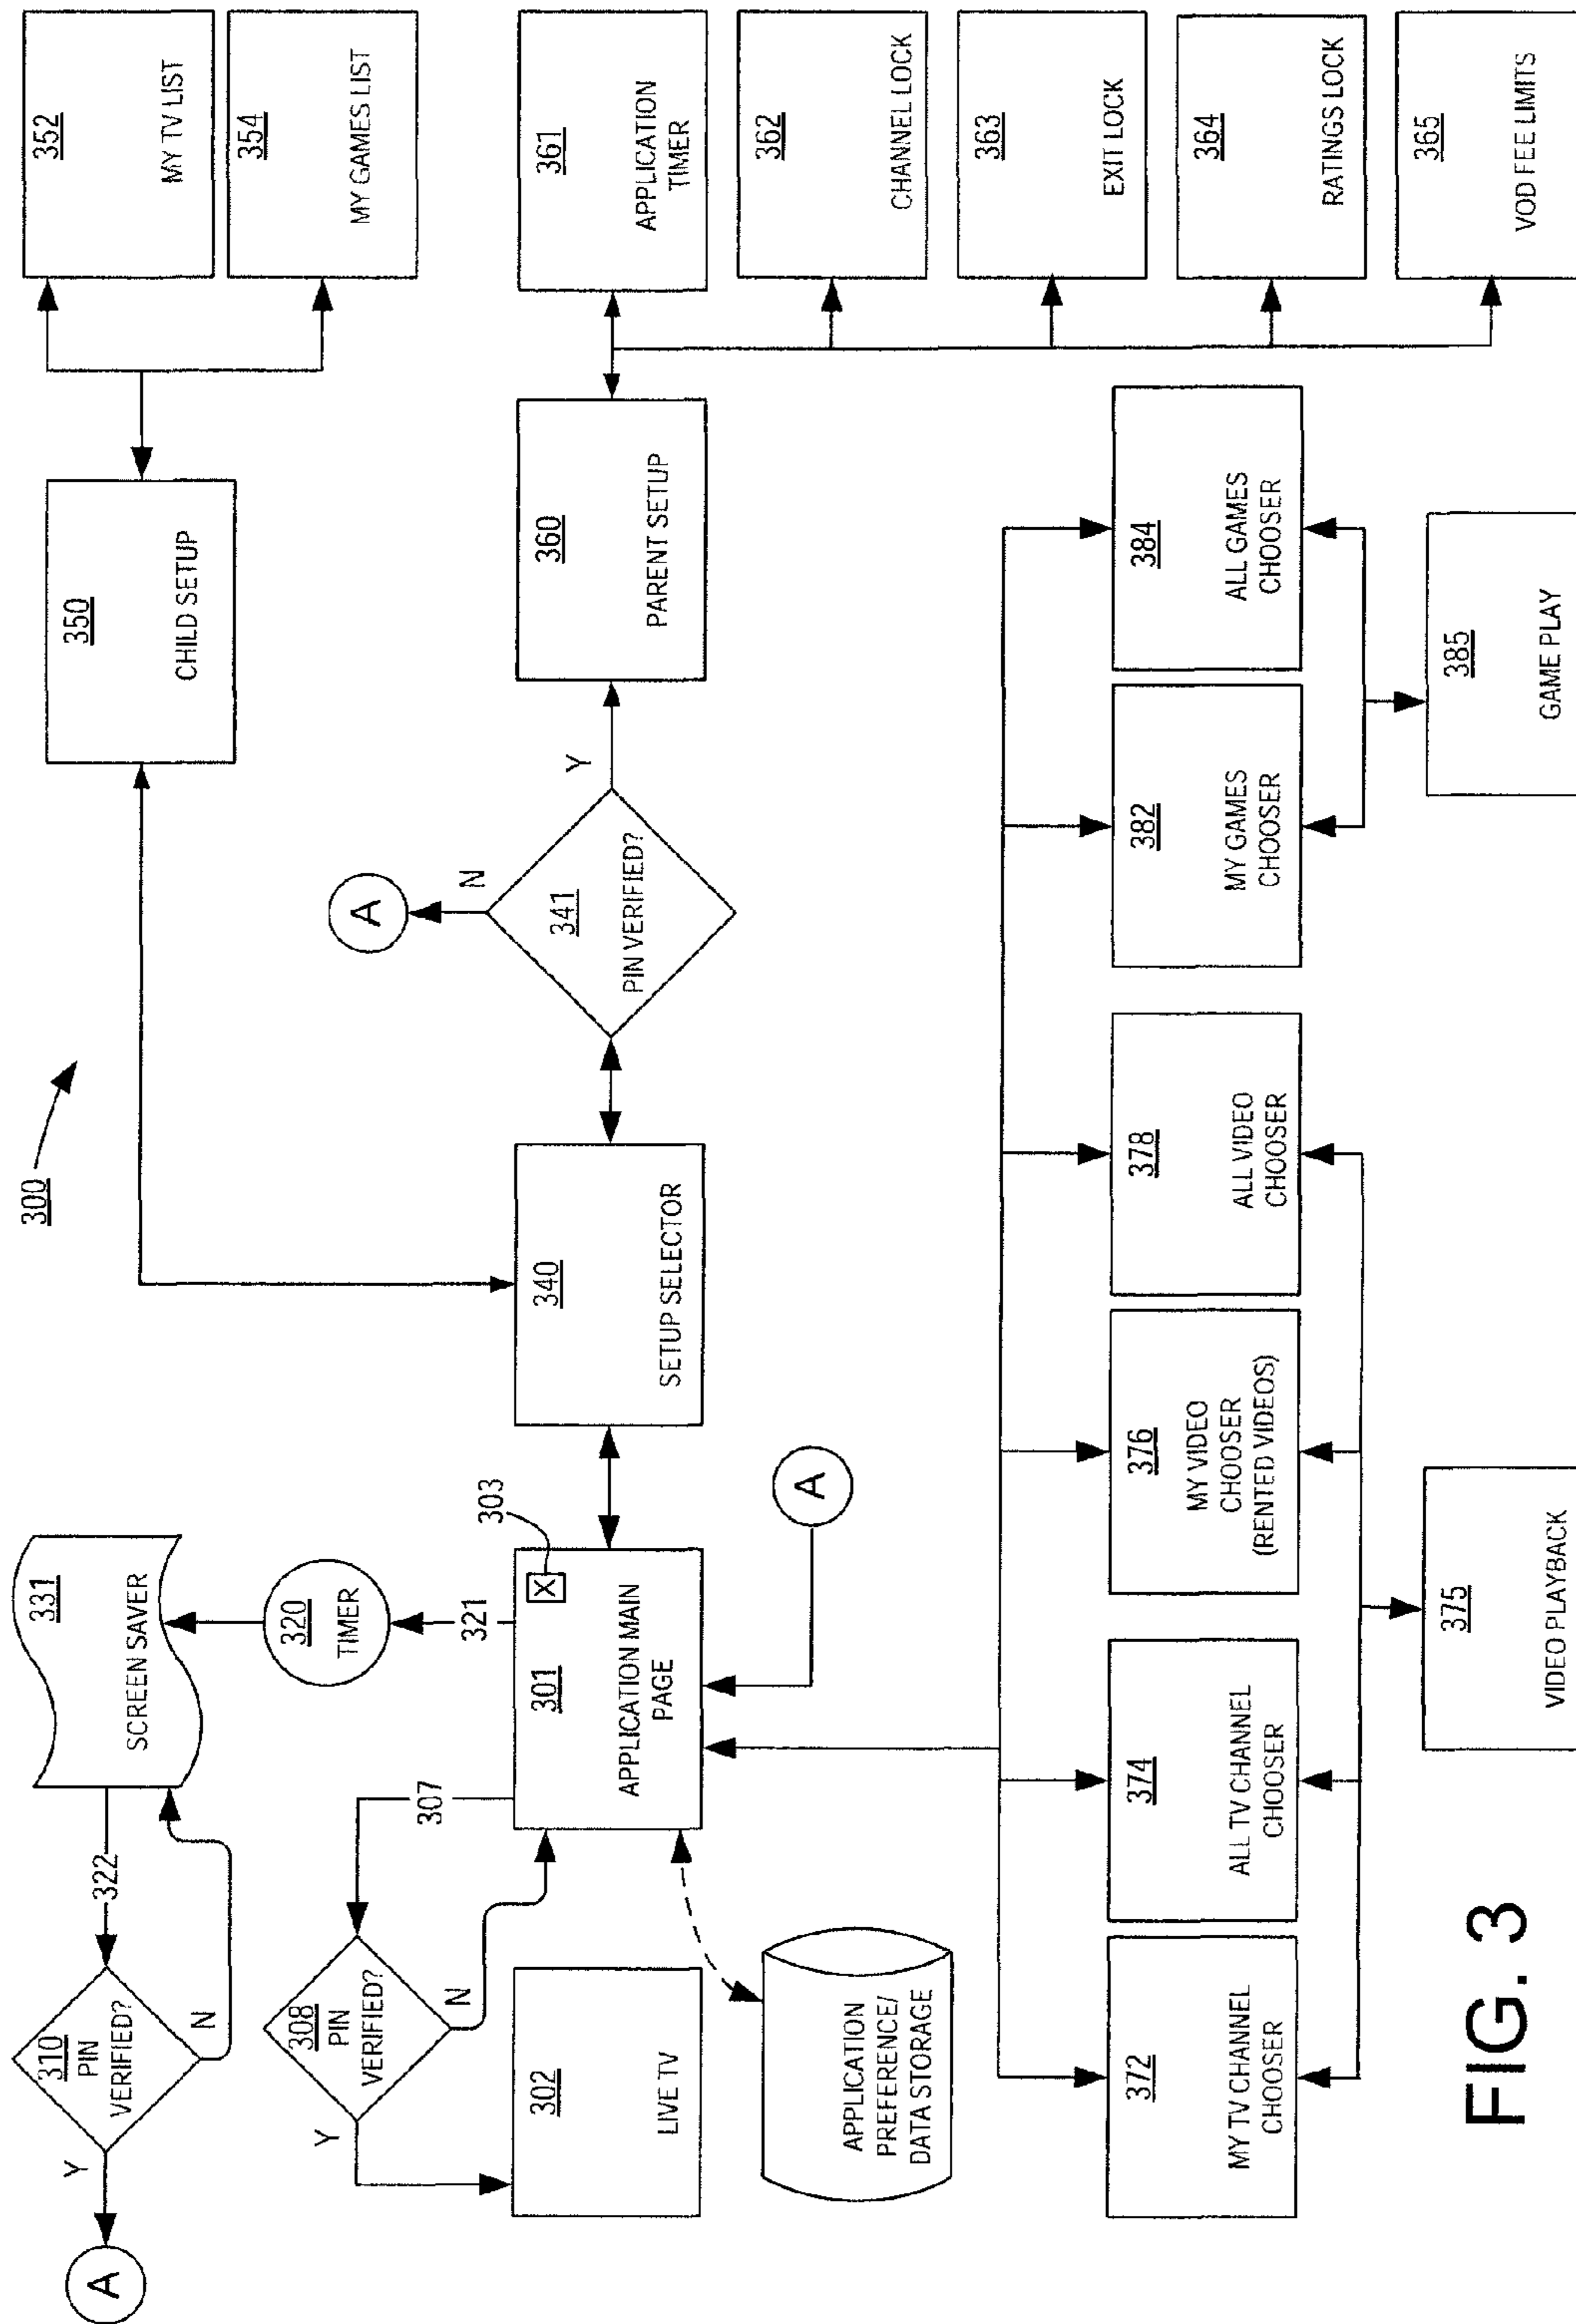 300
A
Y
310
PIN
VERIFIED?
N
322
331
SCREEN SAVER
320
TIMER
321
307
308
PIN
VERIFIED?
Y
N
302
LIVE TV
301
X
303
APPLICATION MAIN
PAGE
A
APPLICATION
PREFERENCE/
DATA STORAGE
340
SETUP SELECTOR
A
N
341
PIN VERIFIED?
Y
350
CHILD SETUP
352
MY TV LIST
354
MY GAMES LIST
360
PARENT SETUP
361
APPLICATION
TIMER
362
CHANNEL LOCK
363
EXIT LOCK
364
RATINGS LOCK
365
VOD FEE LIMITS
372
MY TV CHANNEL
CHOOSER
374
ALL TV CHANNEL
CHOOSER
376
MY VIDEO
CHOOSER
(RENTED VIDEOS)
378
ALL VIDEO
CHOOSER
382
MY GAMES
CHOOSER
384
ALL GAMES
CHOOSER
375
VIDEO PLAYBACK
385
GAME PLAY
FIG. 3